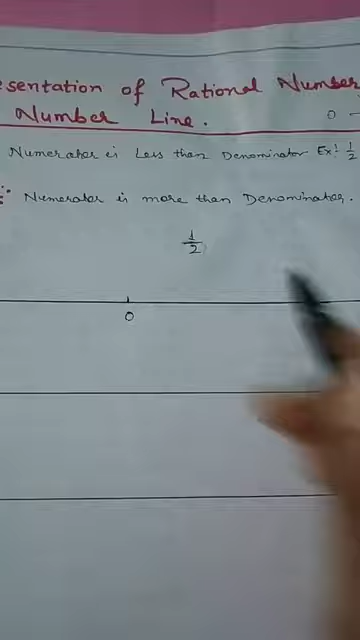 esentation of Rational Number
Number Line.
0
Numerator is Less than Denominator Ex: 1/2
Numerator is more than Denominator.
1/2
0